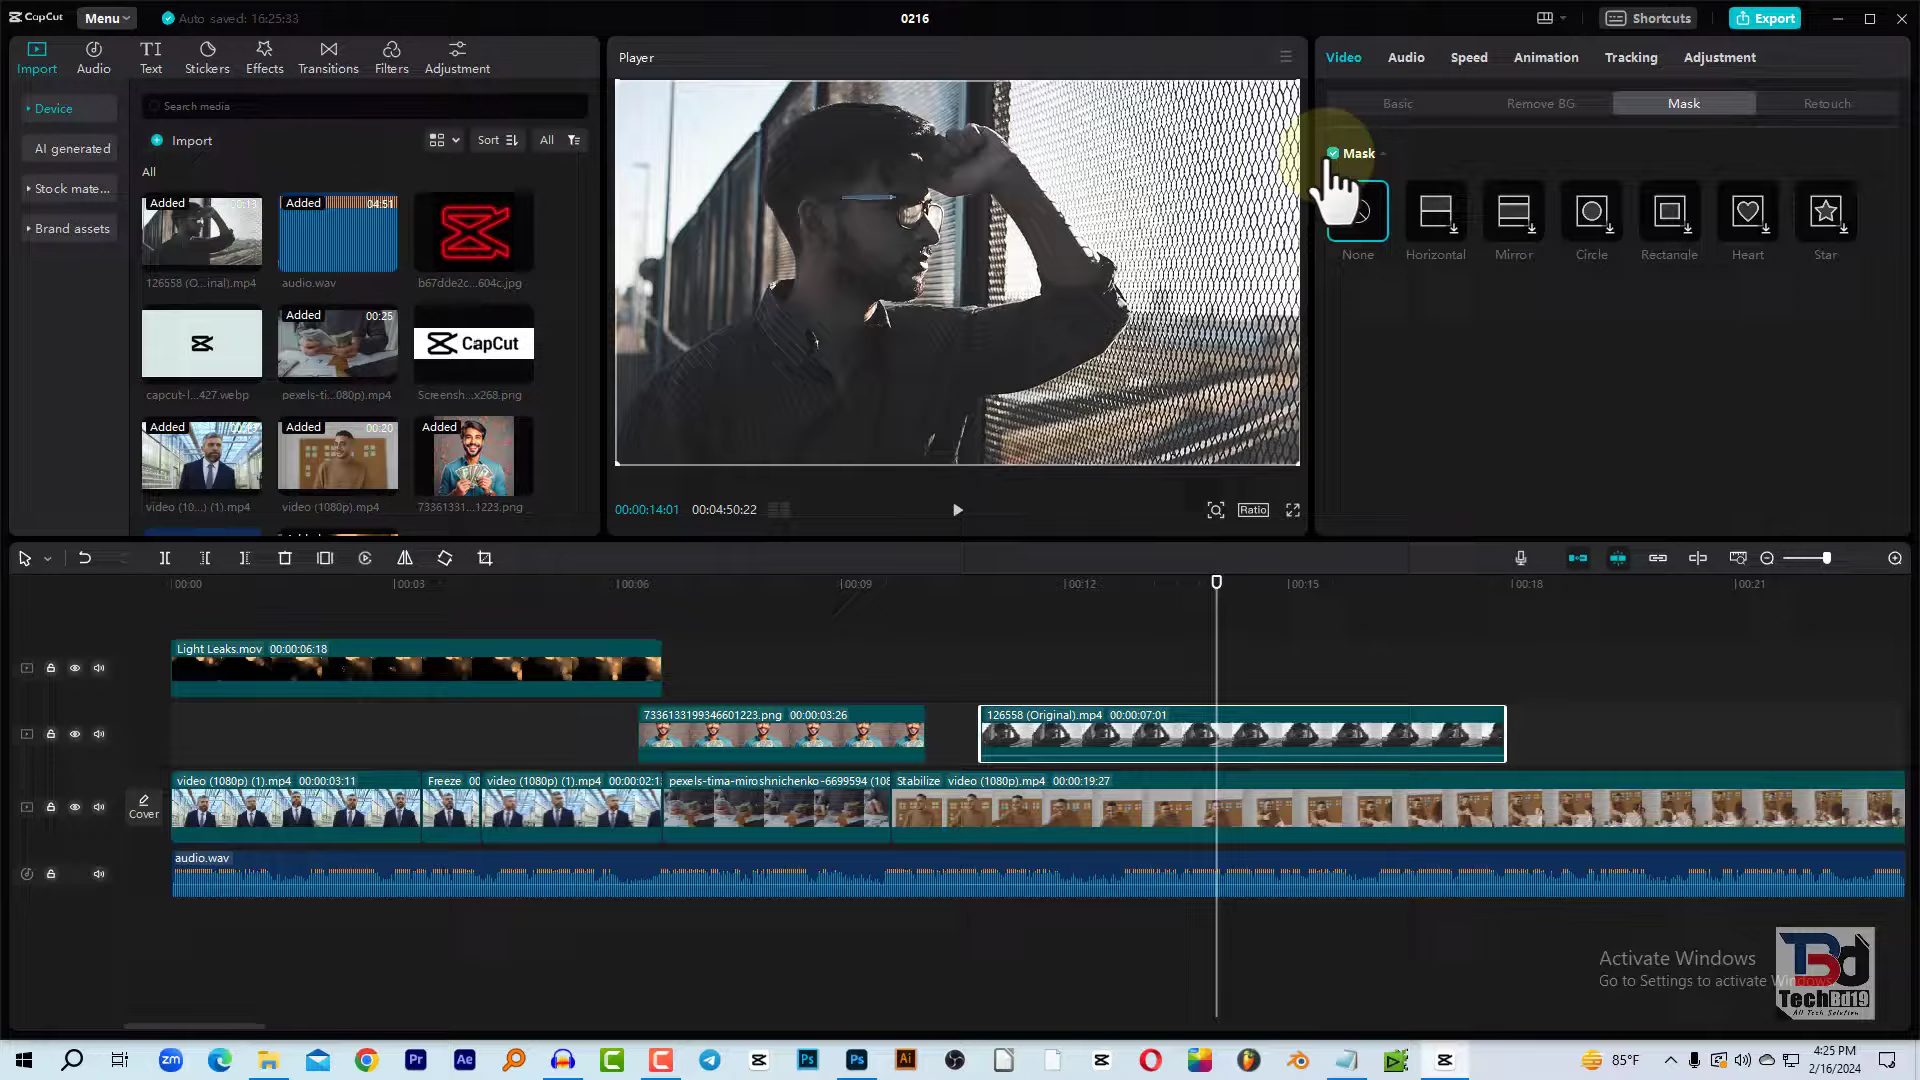 CapCut
Menu
Auto saved: 16:25:33
0216
Shortcuts
Export
Import
Audio
Text
Stickers
Effects
Transitions
Filters
Adjustment
Device
AI generated
Stock mate...
Brand assets
Search media
Import
Sort
All
All
Added
126558 (O...inal).mp4
Added 04:51
audio.wav
b67dde2c...604c.jpg
capcut-l...427.webp
Added 00:25
pexels-ti...080p).mp4
CapCut
Screensh...x268.png
Added
video (10...) (1).mp4
Added 00:20
video (1080p).mp4
Added
73361331...1223.png
Player
00:00:14:01
00:04:50:22
Ratio
Video
Audio
Speed
Animation
Tracking
Adjustment
Basic
Remove BG
Mask
Retouch
Mask
None
Horizontal
Mirror
Circle
Rectangle
Heart
Star
00:00
00:03
00:06
00:09
00:12
00:15
00:18
00:21
Light Leaks.mov 00:00:06:18
7336133199346601223.png 00:00:03:26
126558 (Original).mp4 00:00:07:01
Cover
video (1080p) (1).mp4 00:00:03:11
Freeze 00
video (1080p) (1).mp4 00:00:02:1
pexels-tima-miroshnichenko-6699594 (108
Stabilize video (1080p).mp4 00:00:19:27
audio.wav
Activate Windows
Go to Settings to activate Windows.
TBd
TechBd19
All Tech Solution
zm
Pr
Ae
Ps
Ps
Ai
85°F
4:25 PM
2/16/2024